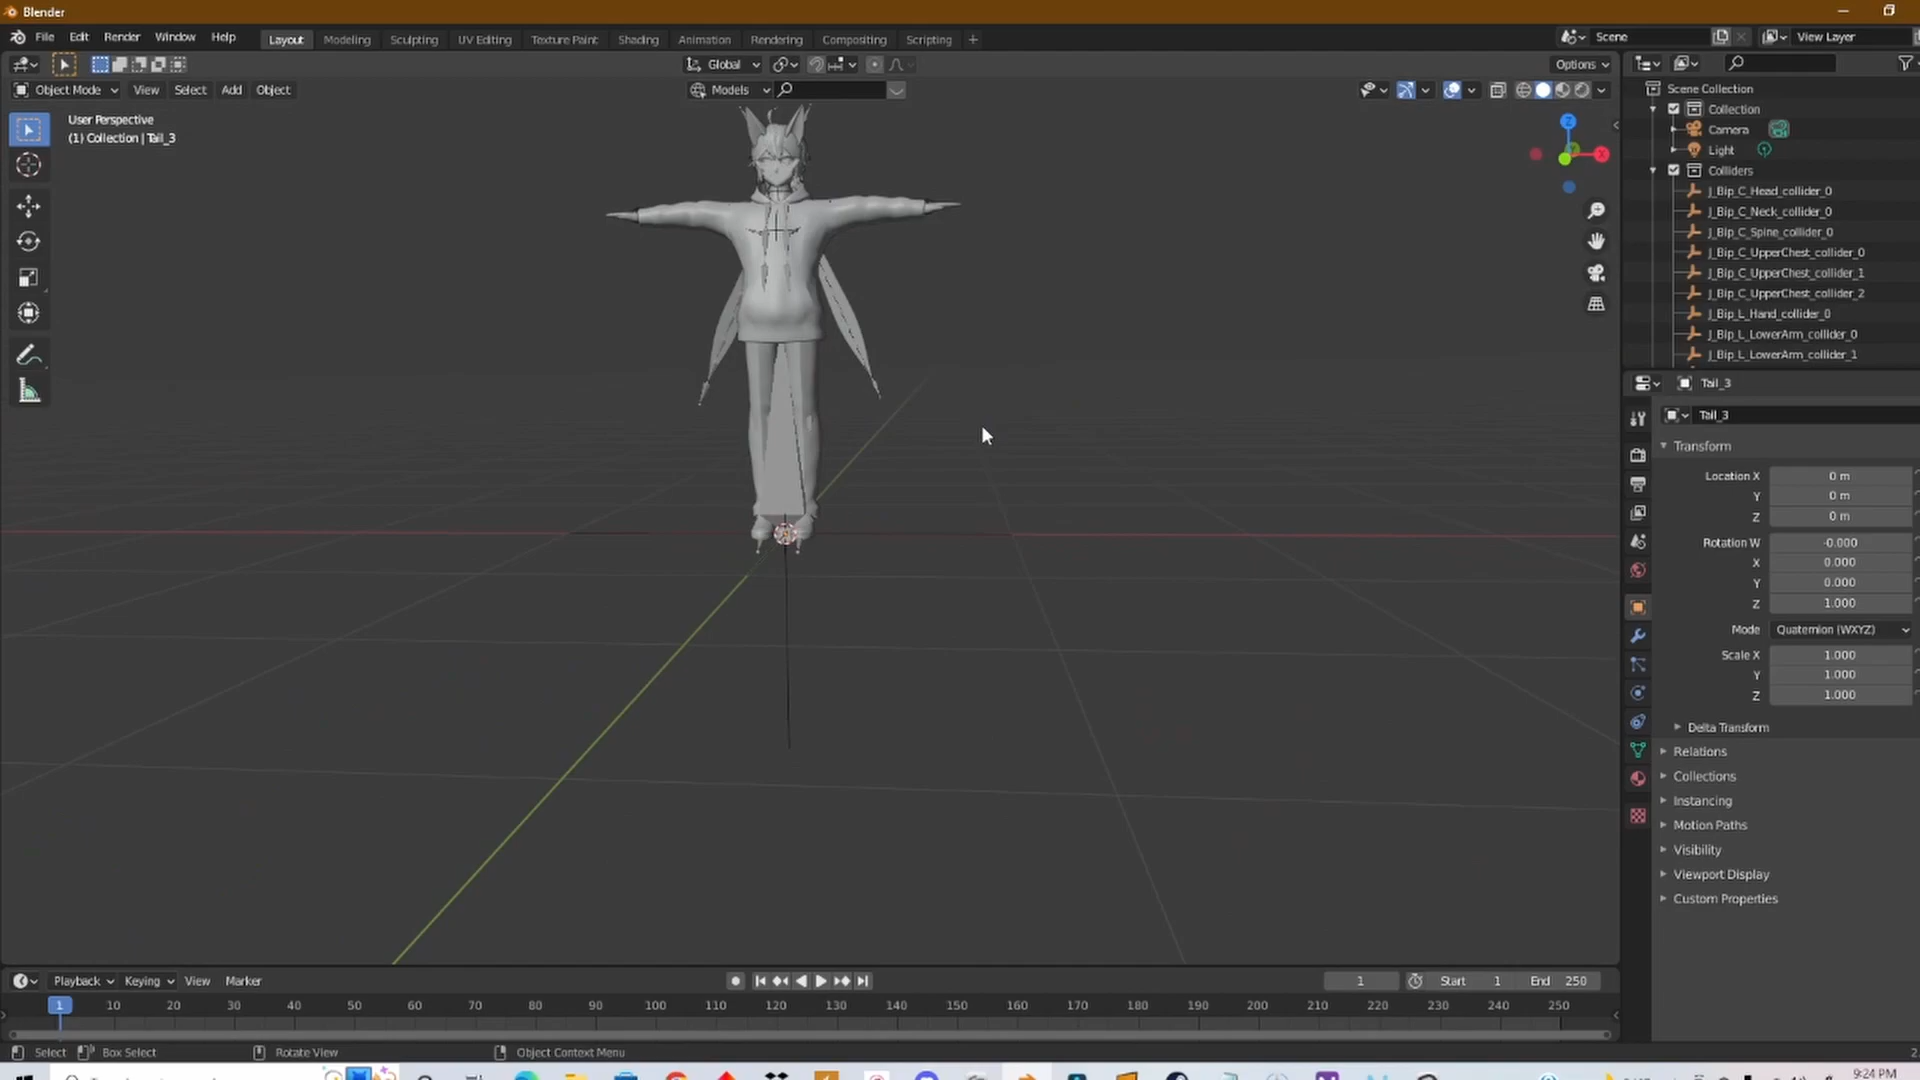 Blender
File Edit Render Window Help Layout Modeling Sculpting UV Editing Texture Paint Shading Animation Rendering Compositing Scripting + Scene View Layer
Global Options
Object Mode View Select Add Object Models
User Perspective
(1) Collection | Tail_3
Z
X
Scene Collection
Collection
Camera
Light
Colliders
J_Bip_C_Head_collider_0
J_Bip_C_Neck_collider_0
J_Bip_C_Spine_collider_0
J_Bip_C_UpperChest_collider_0
J_Bip_C_UpperChest_collider_1
J_Bip_C_UpperChest_collider_2
J_Bip_L_Hand_collider_0
J_Bip_L_LowerArm_collider_0
J_Bip_L_LowerArm_collider_1
Tail_3
Tail_3
Transform
Location X 0 m
Y 0 m
Z 0 m
Rotation W -0.000
X 0.000
Y 0.000
Z 1.000
Mode Quaternion (WXYZ)
Scale X 1.000
Y 1.000
Z 1.000
Delta Transform
Relations
Collections
Instancing
Motion Paths
Visibility
Viewport Display
Custom Properties
Playback Keying View Marker 1 Start 1 End 250
1 10 20 30 40 50 60 70 80 90 100 110 120 130 140 150 160 170 180 190 200 210 220 230 240 250
Select Box Select Rotate View Object Context Menu 2.
9:24 PM